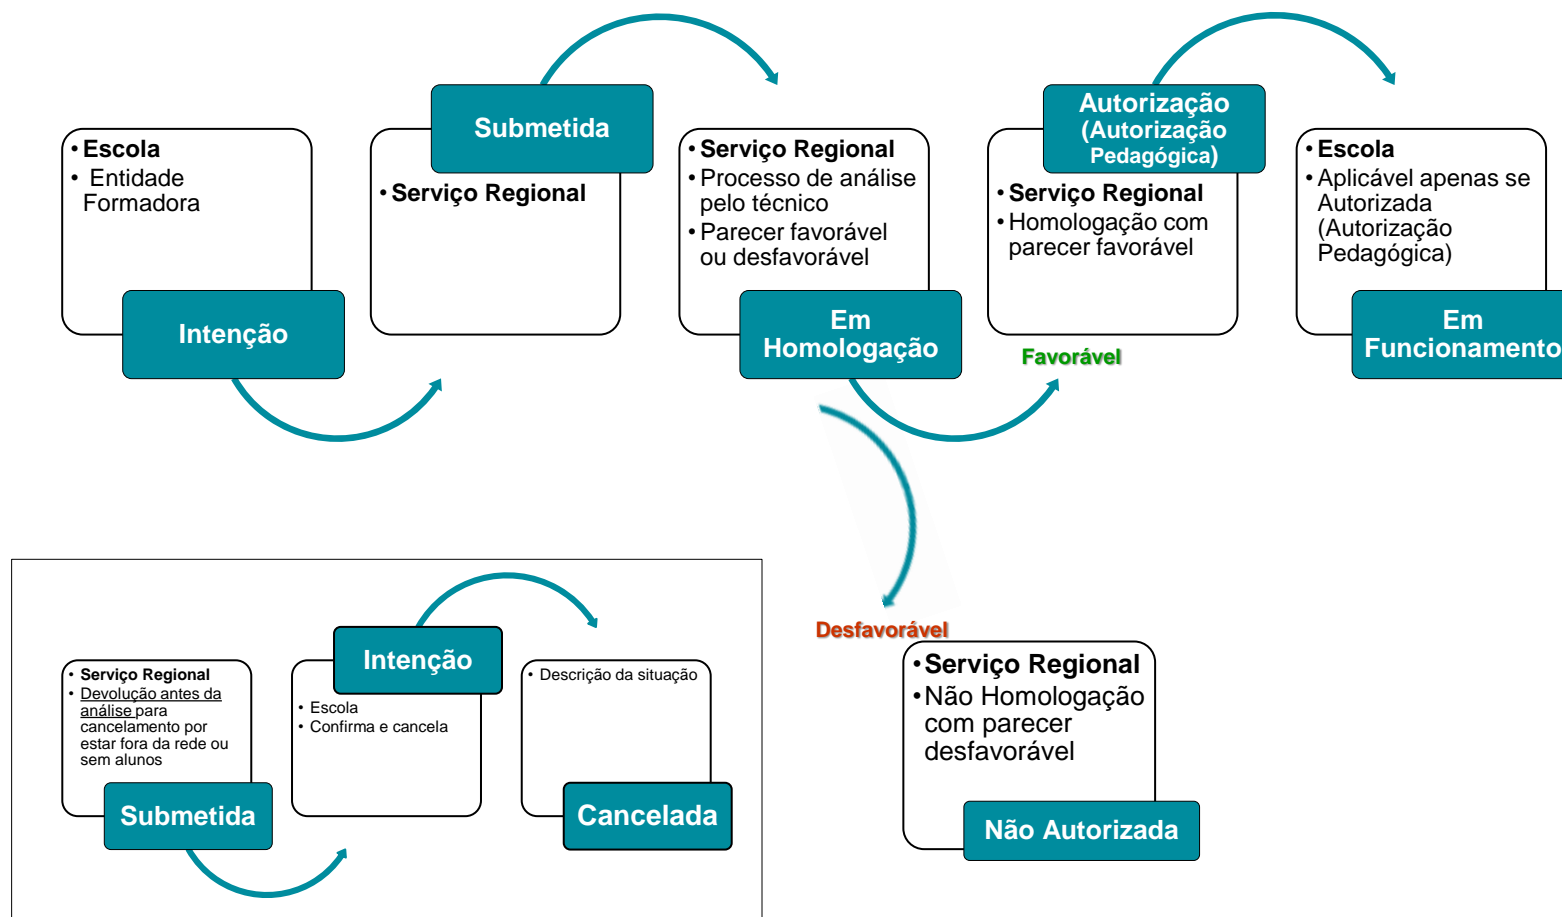 • Escola
• Entidade
Formadora
Intenção
Submetida
• Serviço Regional
• Serviço Regional
• Processo de análise
pelo técnico
• Parecer favorável
ou desfavorável
Em
Homologação
Autorização
(Autorização
Pedagógica)
• Serviço Regional
• Homologação com
parecer favorável
Favorável
• Escola
• Aplicável apenas se
Autorizada
(Autorização
Pedagógica)
Em
Funcionamento
Desfavorável
• Serviço Regional
• Não Homologação
com parecer
desfavorável
Não Autorizada
• Serviço Regional
• Devolução antes da
análise para
cancelamento por
estar fora da rede ou
sem alunos
Submetida
Intenção
• Escola
• Confirma e cancela
• Descrição da situação
Cancelada